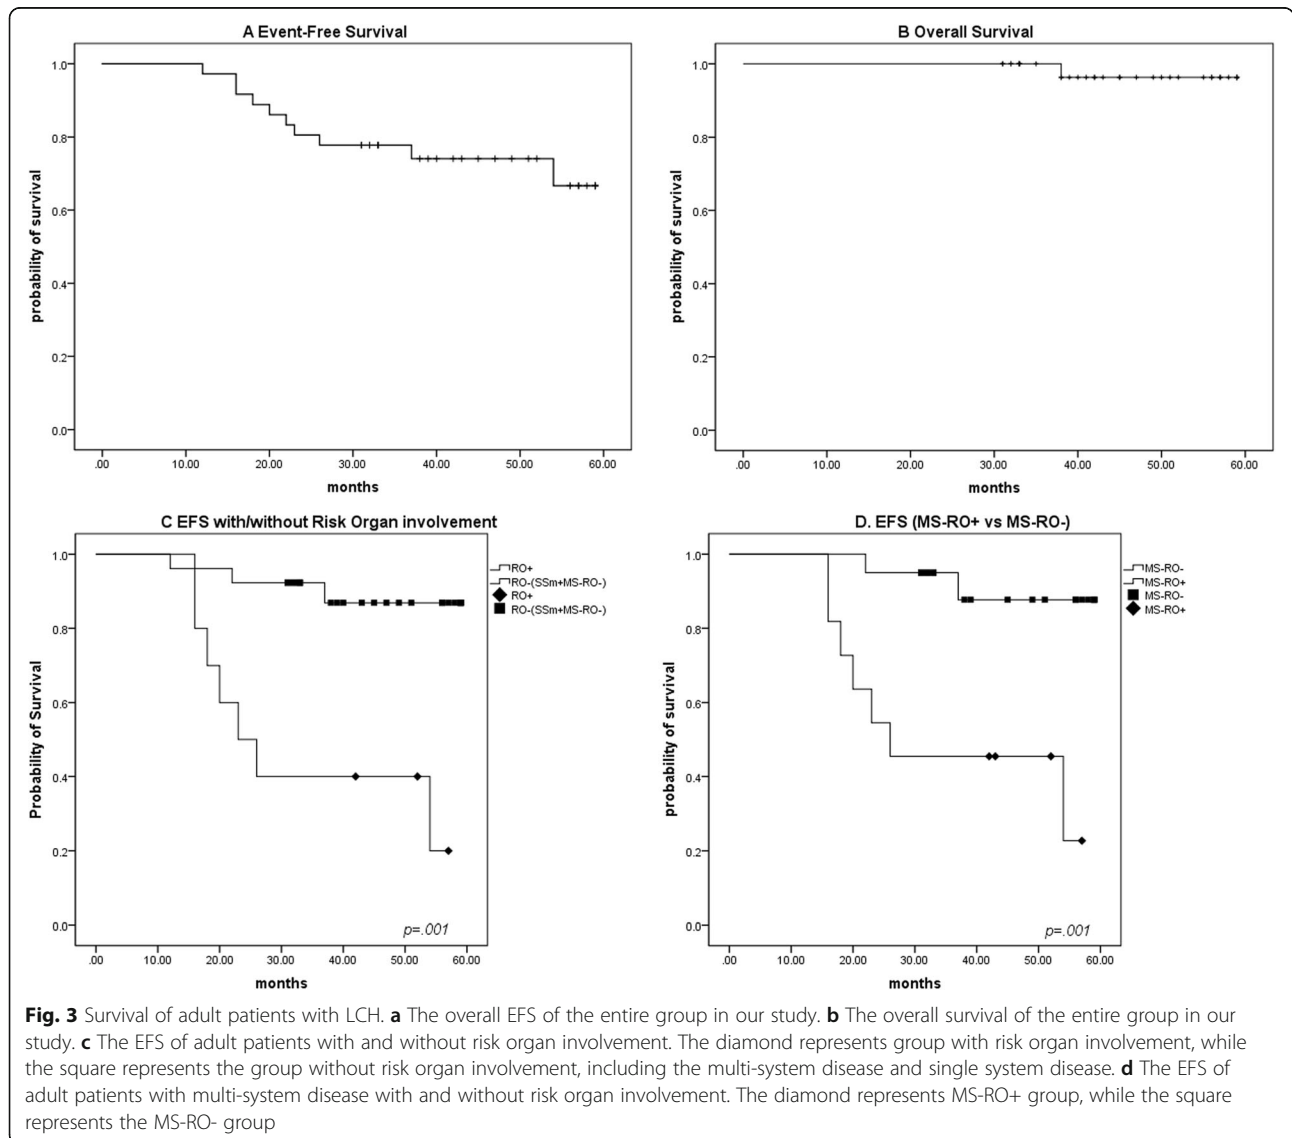 A Event-Free Survival
1.0
0.8
0.6
0.4
0.2
0.0
probability of survival
.00 10.00 20.00 30.00 40.00 50.00 60.00
months
B Overall Survival
1.0
0.8
0.6
0.4
0.2
0.0
probability of survival
.00 10.00 20.00 30.00 40.00 50.00 60.00
months
C EFS with/without Risk Organ involvement
1.0
0.8
0.6
0.4
0.2
0.0
Probability of Survival
RO+
RO-(SSm+MS-RO-)
RO+
RO-(SSm+MS-RO-)
p=.001
.00 10.00 20.00 30.00 40.00 50.00 60.00
months
D. EFS (MS-RO+ vs MS-RO-)
1.0
0.8
0.6
0.4
0.2
0.0
probability of survival
MS-RO-
MS-RO+
MS-RO-
MS-RO+
p=.001
.00 10.00 20.00 30.00 40.00 50.00 60.00
months
Fig. 3 Survival of adult patients with LCH. a The overall EFS of the entire group in our study. b The overall survival of the entire group in our
study. c The EFS of adult patients with and without risk organ involvement. The diamond represents group with risk organ involvement, while
the square represents the group without risk organ involvement, including the multi-system disease and single system disease. d The EFS of
adult patients with multi-system disease with and without risk organ involvement. The diamond represents MS-RO+ group, while the square
represents the MS-RO- group